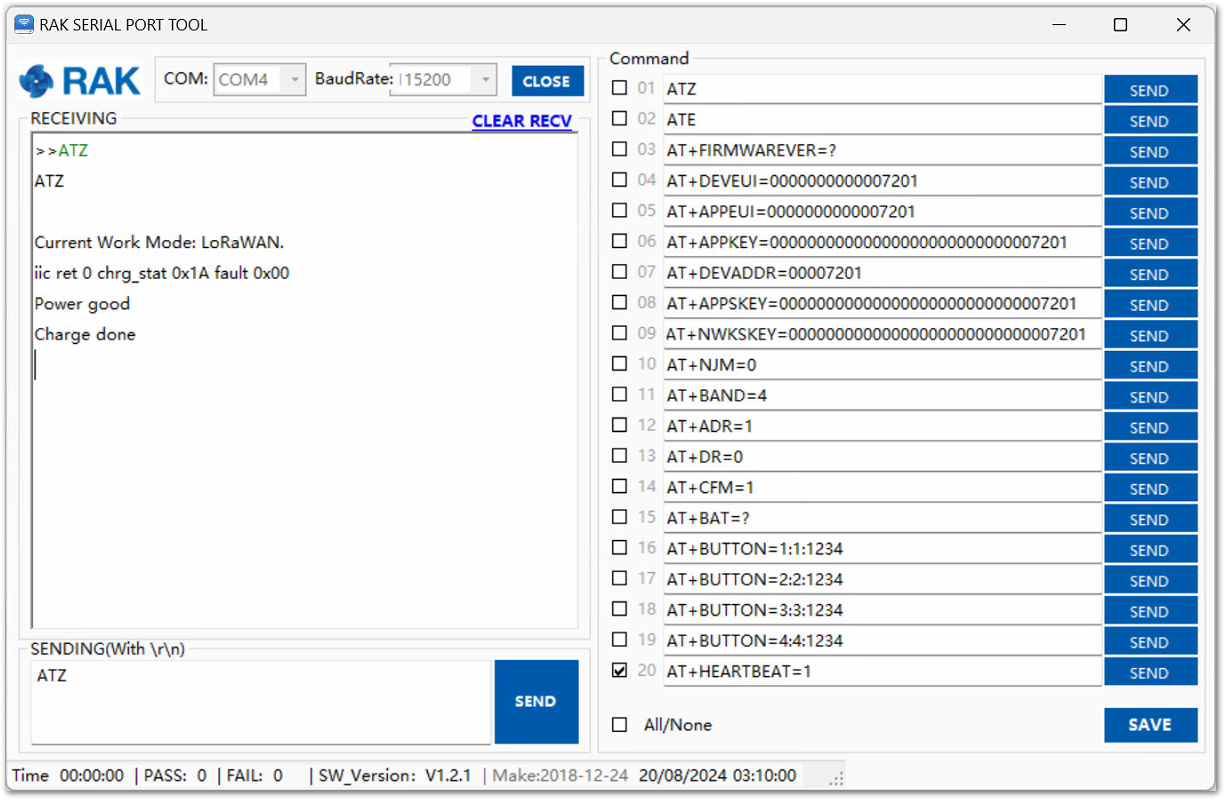 RAK SERIAL PORT TOOL
RAK COM: COM4 BaudRate: 115200 CLOSE
RECEIVING CLEAR RECV
>>ATZ
ATZ
Current Work Mode: LoRaWAN.
iic ret 0 chrg_stat 0x1A fault 0x00
Power good
Charge done
SENDING(With \r\n)
ATZ
SEND
Command
01 ATZ SEND
02 ATE SEND
03 AT+FIRMWAREVER=? SEND
04 AT+DEVEUI=0000000000007201 SEND
05 AT+APPEUI=0000000000007201 SEND
06 AT+APPKEY=00000000000000000000000000007201 SEND
07 AT+DEVADDR=00007201 SEND
08 AT+APPSKEY=00000000000000000000000000007201 SEND
09 AT+NWKSKEY=00000000000000000000000000007201 SEND
10 AT+NJM=0 SEND
11 AT+BAND=4 SEND
12 AT+ADR=1 SEND
13 AT+DR=0 SEND
14 AT+CFM=1 SEND
15 AT+BAT=? SEND
16 AT+BUTTON=1:1:1234 SEND
17 AT+BUTTON=2:2:1234 SEND
18 AT+BUTTON=3:3:1234 SEND
19 AT+BUTTON=4:4:1234 SEND
20 AT+HEARTBEAT=1 SEND
All/None SAVE
Time 00:00:00 | PASS: 0 | FAIL: 0 | SW_Version: V1.2.1 | Make:2018-12-24 20/08/2024 03:10:00